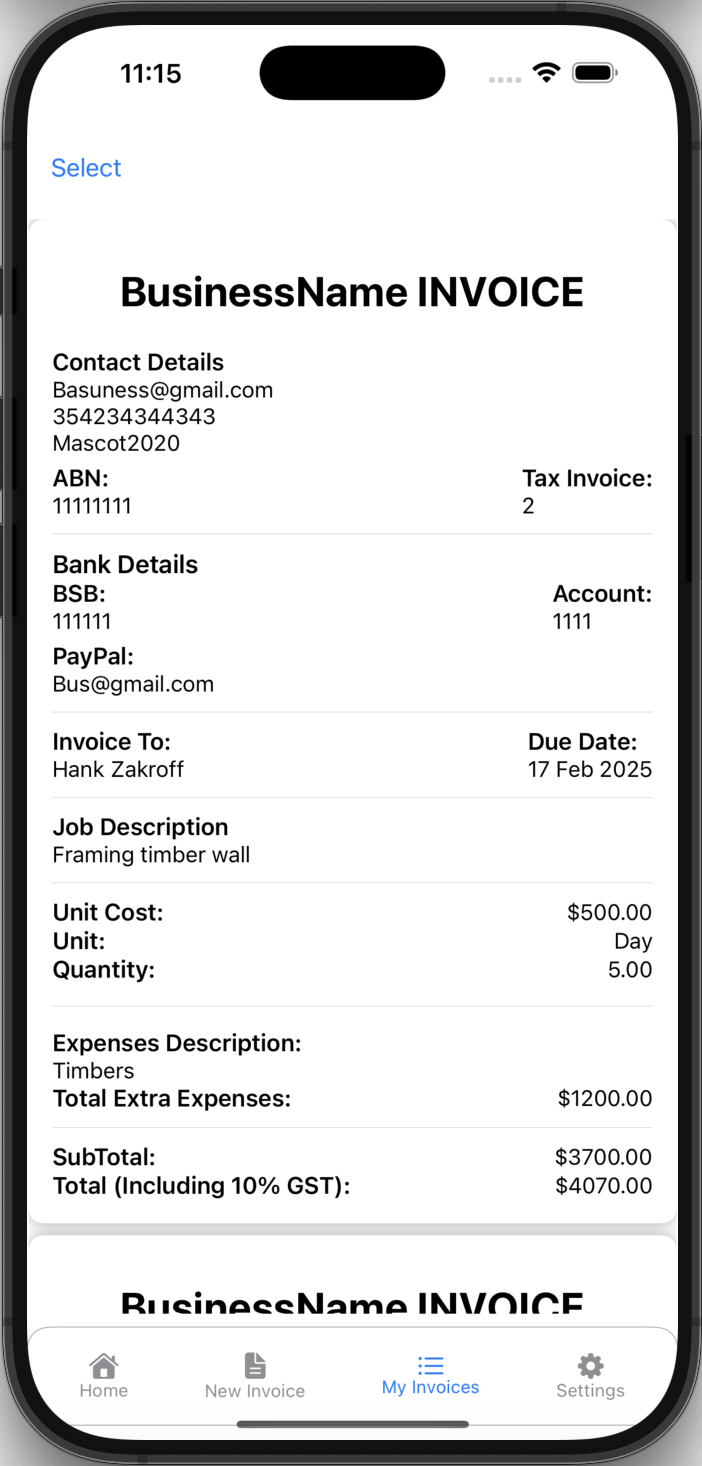 11:15
Select
BusinessName INVOICE
Contact Details
Basuness@gmail.com
354234344343
Mascot2020
ABN: Tax Invoice:
11111111 2
Bank Details
BSB: Account:
111111 1111
PayPal:
Bus@gmail.com
Invoice To: Due Date:
Hank Zakroff 17 Feb 2025
Job Description
Framing timber wall
Unit Cost: $500.00
Unit: Day
Quantity: 5.00
Expenses Description:
Timbers
Total Extra Expenses: $1200.00
SubTotal: $3700.00
Total (Including 10% GST): $4070.00
BusinessName INVOICE
Home New Invoice My Invoices Settings